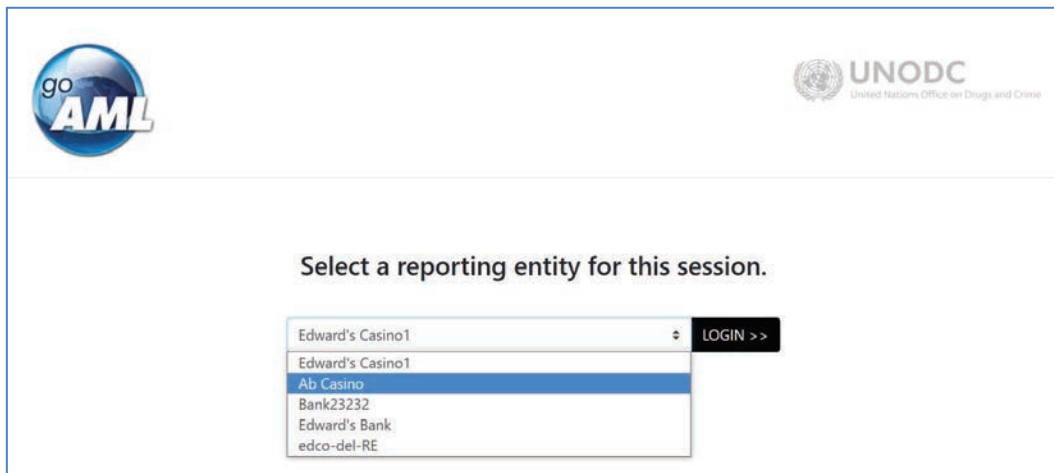 go
AML
UNODC
United Nations Office on Drugs and Crime
Select a reporting entity for this session.
Edward's Casino1
LOGIN >>
Edward's Casino1
Ab Casino
Bank23232
Edward's Bank
edco-del-RE